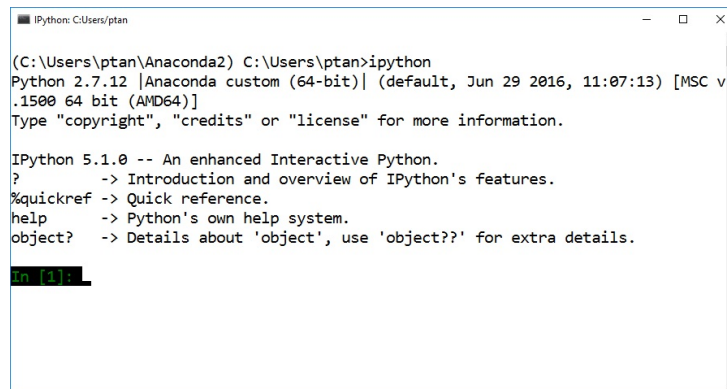 IPython: C:Users/ptan
(C:\Users\ptan\Anaconda2) C:\Users\ptan>ipython
Python 2.7.12 |Anaconda custom (64-bit)| (default, Jun 29 2016, 11:07:13) [MSC v
.1500 64 bit (AMD64)]
Type "copyright", "credits" or "license" for more information.
IPython 5.1.0 -- An enhanced Interactive Python.
?         -> Introduction and overview of IPython's features.
%quickref -> Quick reference.
help      -> Python's own help system.
object?   -> Details about 'object', use 'object??' for extra details.
In [1]: